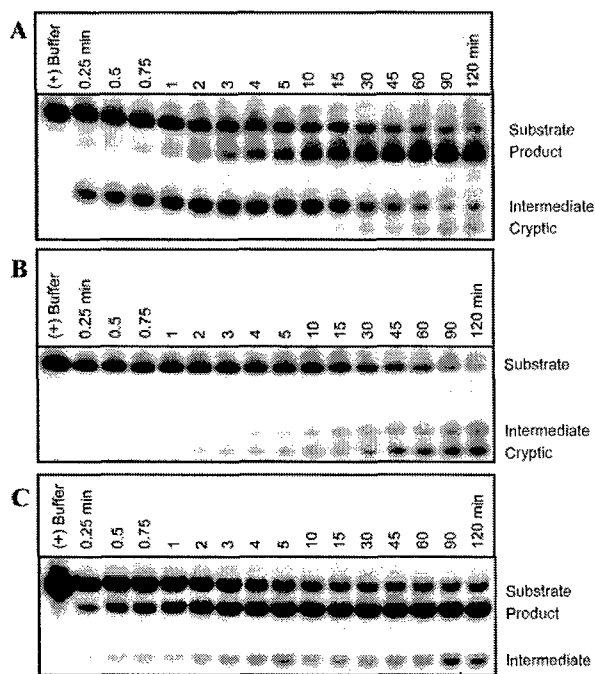 A
(+) Buffer 0.25 min 0.5 0.75 1 2 3 4 5 10 15 30 45 60 90 120 min
Substrate
Product
Intermediate
Cryptic
B
(+) Buffer 0.25 min 0.5 0.75 1 2 3 4 5 10 15 30 45 60 90 120 min
Substrate
Intermediate
Cryptic
C
(+) Buffer 0.25 min 0.5 0.75 1 2 3 4 5 10 15 30 45 60 90 120 min
Substrate
Product
Intermediate